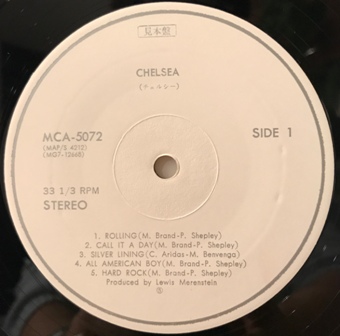 見本盤
CHELSEA
(チェルシー)
MCA-5072
(MAP/S 4212)
(MG7-12668)
SIDE 1
33 1/3 RPM
STEREO
1. ROLLING(M. Brand-P. Shepley)
2. CALL IT A DAY(M. Brand-P. Shepley)
3. SILVER LINING(C. Aridas-M. Benvenga)
4. ALL AMERICAN BOY(M. Brand-P. Shepley)
5. HARD ROCK(M. Brand-P. Shepley)
Produced by Lewis Merenstein
Ⓢ